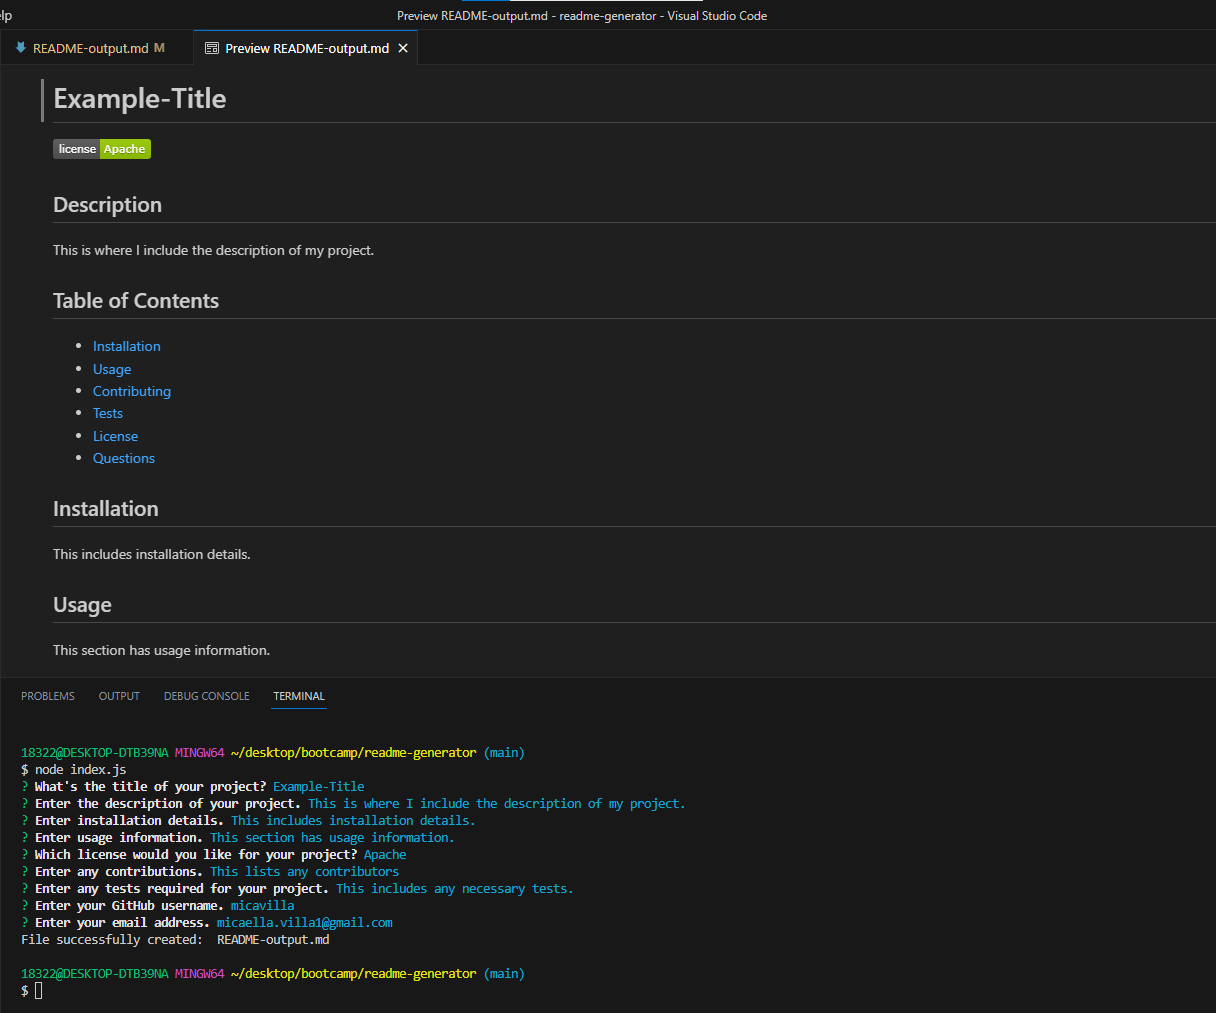 elp
Preview README-output.md - readme-generator - Visual Studio Code
README-output.md M
Preview README-output.md
Example-Title
license Apache
Description
This is where I include the description of my project.
Table of Contents
Installation
Usage
Contributing
Tests
License
Questions
Installation
This includes installation details.
Usage
This section has usage information.
PROBLEMS OUTPUT DEBUG CONSOLE TERMINAL
18322@DESKTOP-DTB39NA MINGW64 ~/desktop/bootcamp/readme-generator (main)
$ node index.js
? What's the title of your project? Example-Title
? Enter the description of your project. This is where I include the description of my project.
? Enter installation details. This includes installation details.
? Enter usage information. This section has usage information.
? Which license would you like for your project? Apache
? Enter any contributions. This lists any contributors
? Enter any tests required for your project. This includes any necessary tests.
? Enter your GitHub username. micavilla
? Enter your email address. micaella.villa1@gmail.com
File successfully created:  README-output.md
18322@DESKTOP-DTB39NA MINGW64 ~/desktop/bootcamp/readme-generator (main)
$